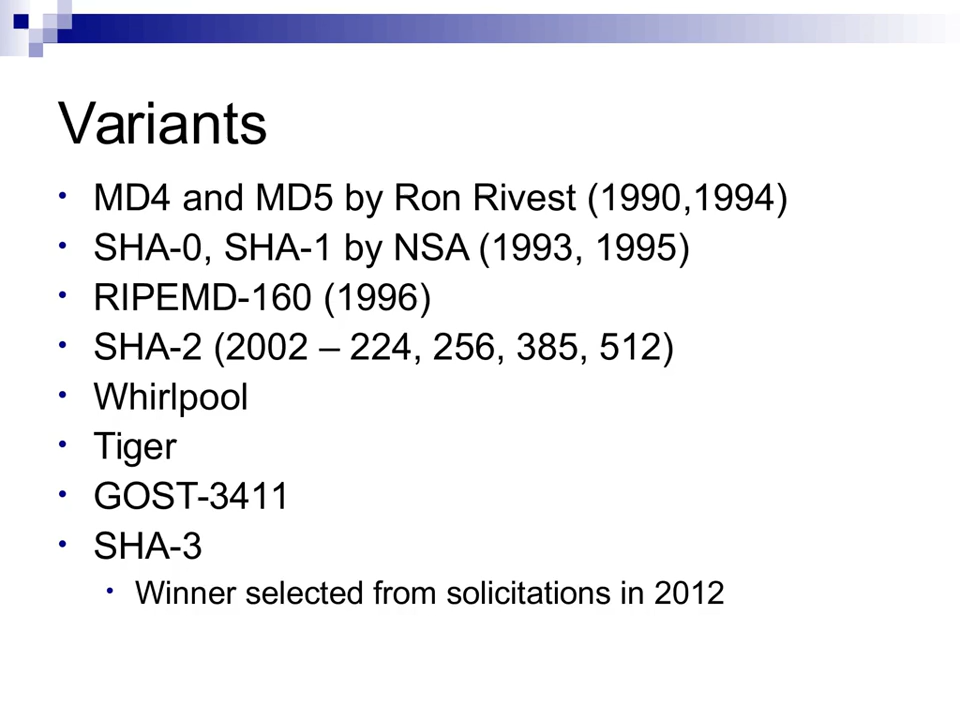 Variants
• MD4 and MD5 by Ron Rivest (1990,1994)
• SHA-0, SHA-1 by NSA (1993, 1995)
• RIPEMD-160 (1996)
• SHA-2 (2002 – 224, 256, 385, 512)
• Whirlpool
• Tiger
• GOST-3411
• SHA-3
• Winner selected from solicitations in 2012